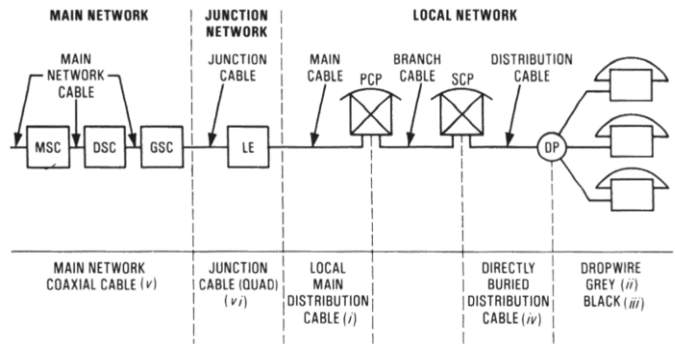 MAIN NETWORK
JUNCTION
NETWORK
LOCAL NETWORK
MAIN
NETWORK
CABLE
JUNCTION
CABLE
MAIN
CABLE
PCP
BRANCH
CABLE
SCP
DISTRIBUTION
CABLE
MSC
DSC
GSC
LE
DP
MAIN NETWORK
COAXIAL CABLE (v)
JUNCTION
CABLE (QUAD)
(vi)
LOCAL
MAIN
DISTRIBUTION
CABLE (i)
DIRECTLY
BURIED
DISTRIBUTION
CABLE (iv)
DROPWIRE
GREY (ii)
BLACK (iii)